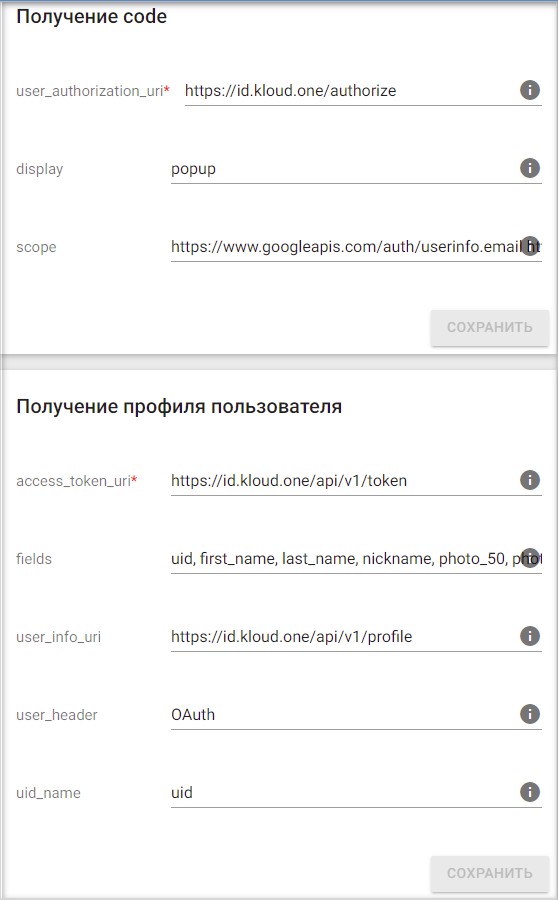 Получение code
user_authorization_uri* https://id.kloud.one/authorize
display popup
scope https://www.googleapis.com/auth/userinfo.email
СОХРАНИТЬ
Получение профиля пользователя
access_token_uri* https://id.kloud.one/api/v1/token
fields uid, first_name, last_name, nickname, photo_50,
user_info_uri https://id.kloud.one/api/v1/profile
user_header OAuth
uid_name uid
СОХРАНИТЬ